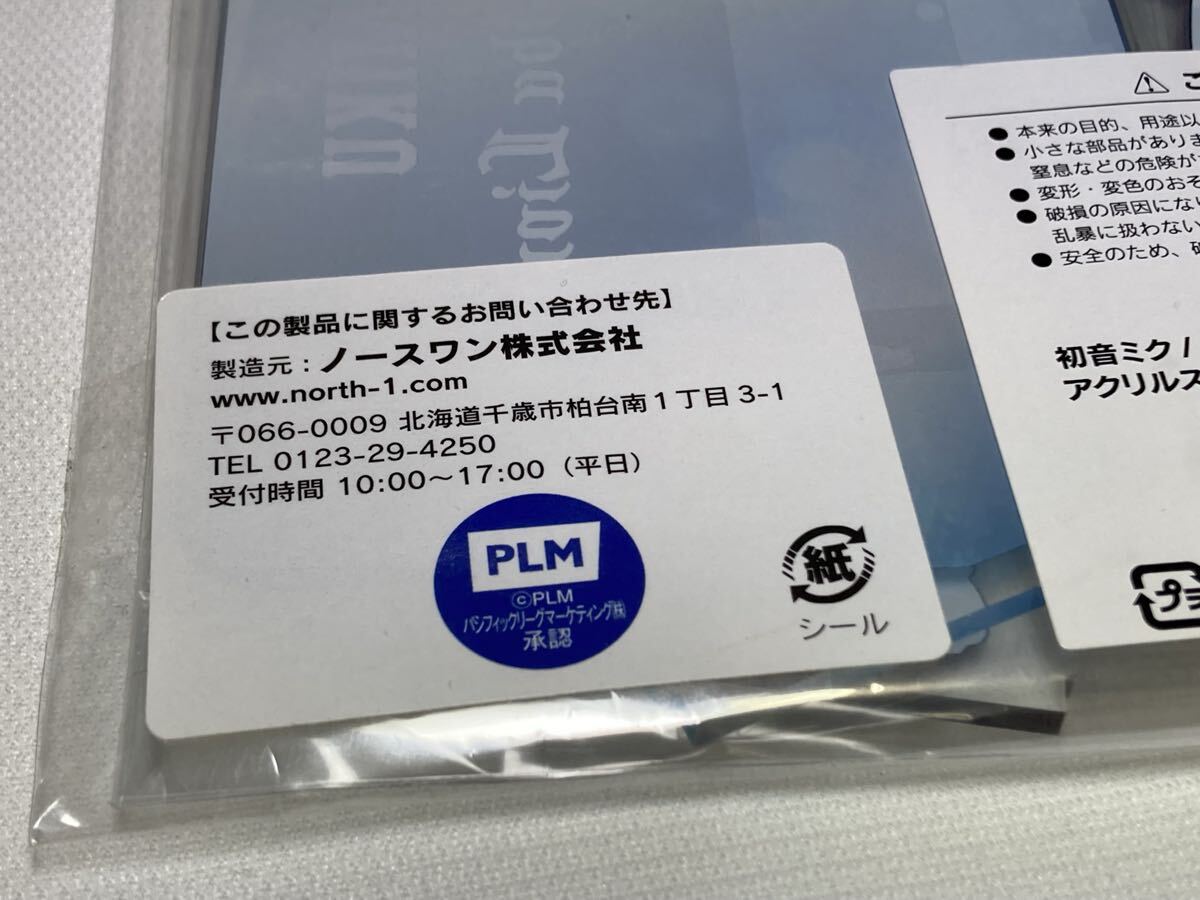 【この製品に関するお問い合わせ先】
製造元：ノースワン株式会社
www.north-1.com
〒066-0009 北海道千歳市柏台南1丁目3-1
TEL 0123-29-4250
受付時間 10:00〜17:00（平日）
PLM
©PLM
パシフィックリーグマーケティング㈱
承認
紙
シール
⚠ こ
● 本来の目的、用途以
● 小さな部品があり
窒息などの危険が
● 変形・変色のおそ
● 破損の原因にな
乱暴に扱わない
● 安全のため、
初音ミク /
アクリルス
プ